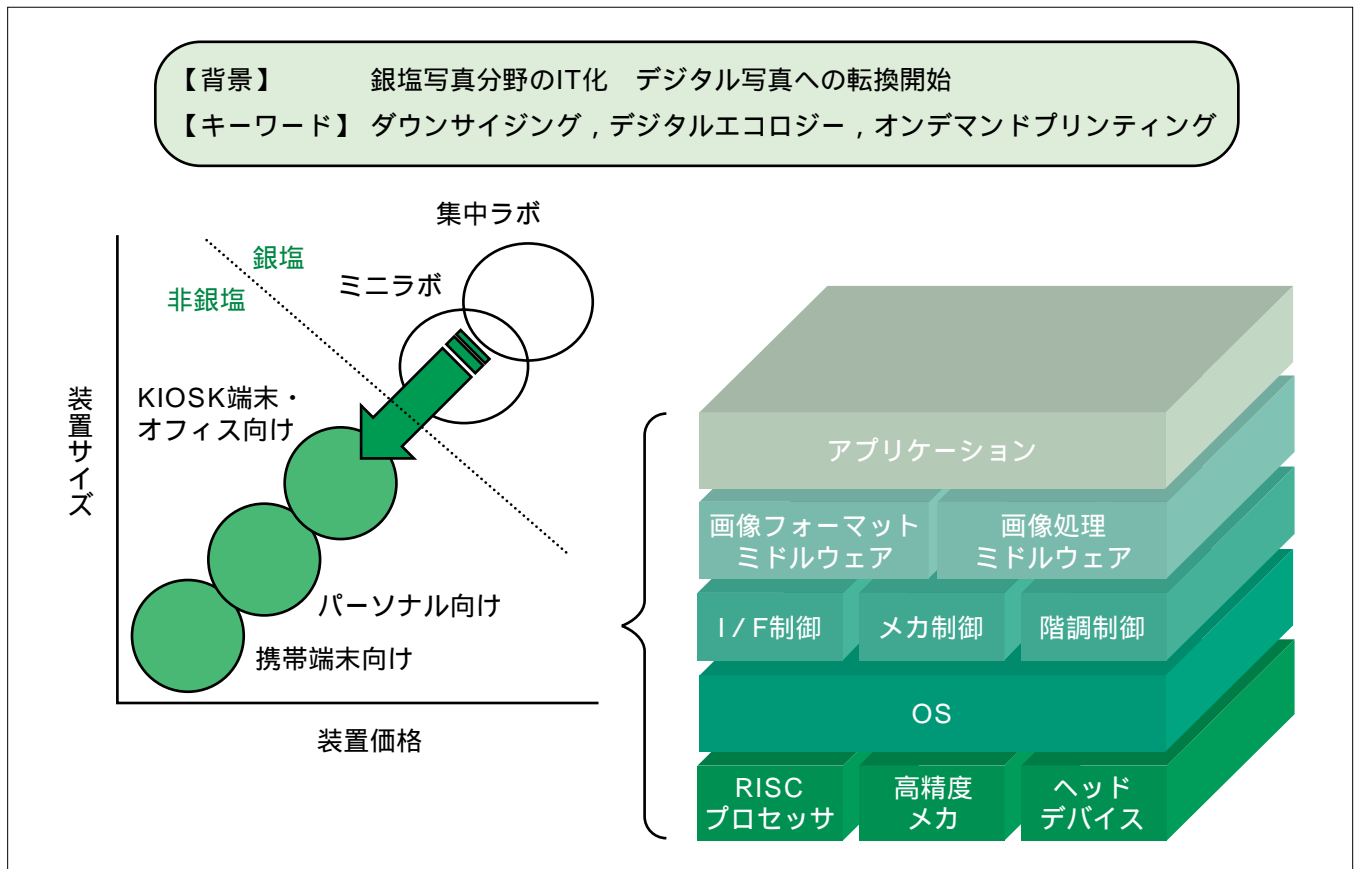 【背景】 銀塩写真分野のIT化 デジタル写真への転換開始
【キーワード】 ダウンサイジング，デジタルエコロジー，オンデマンドプリンティング
集中ラボ
銀塩
ミニラボ
非銀塩
KIOSK端末・
オフィス向け
装置サイズ
パーソナル向け
携帯端末向け
装置価格
アプリケーション
画像フォーマット
ミドルウェア
画像処理
ミドルウェア
I／F制御
メカ制御
階調制御
OS
RISC
プロセッサ
高精度
メカ
ヘッド
デバイス